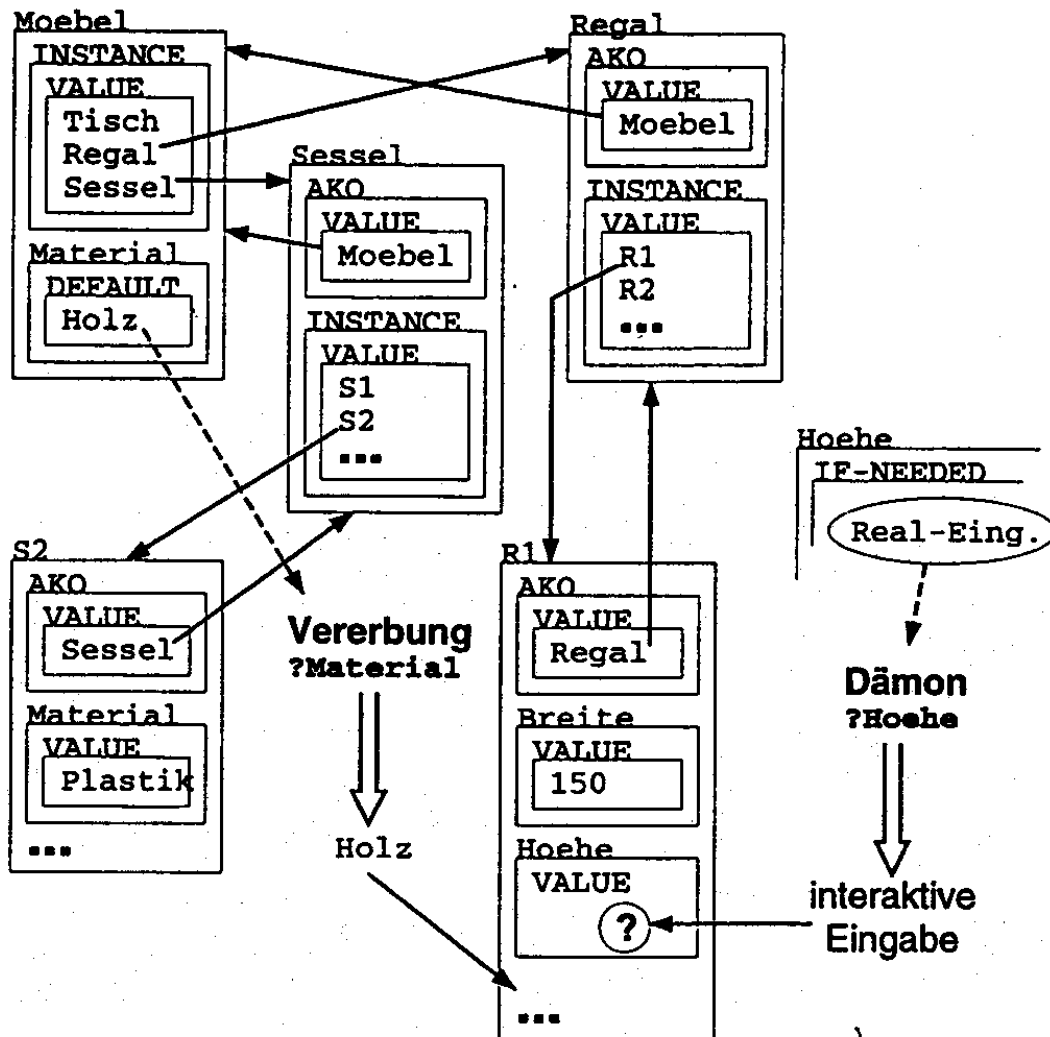 Moebel
INSTANCE
VALUE
Tisch
Regal
Sessel
Material
DEFAULT
Holz
Sessel
AKO
VALUE
Moebel
INSTANCE
VALUE
S1
S2
...
Regal
AKO
VALUE
Moebel
INSTANCE
VALUE
R1
R2
...
Hoehe
IF-NEEDED
Real-Eing.
S2
AKO
VALUE
Sessel
Material
VALUE
Plastik
...
Vererbung
?Material
Holz
R1
AKO
VALUE
Regal
Breite
VALUE
150
Hoehe
VALUE
?
...
Dämon
?Hoehe
interaktive
Eingabe